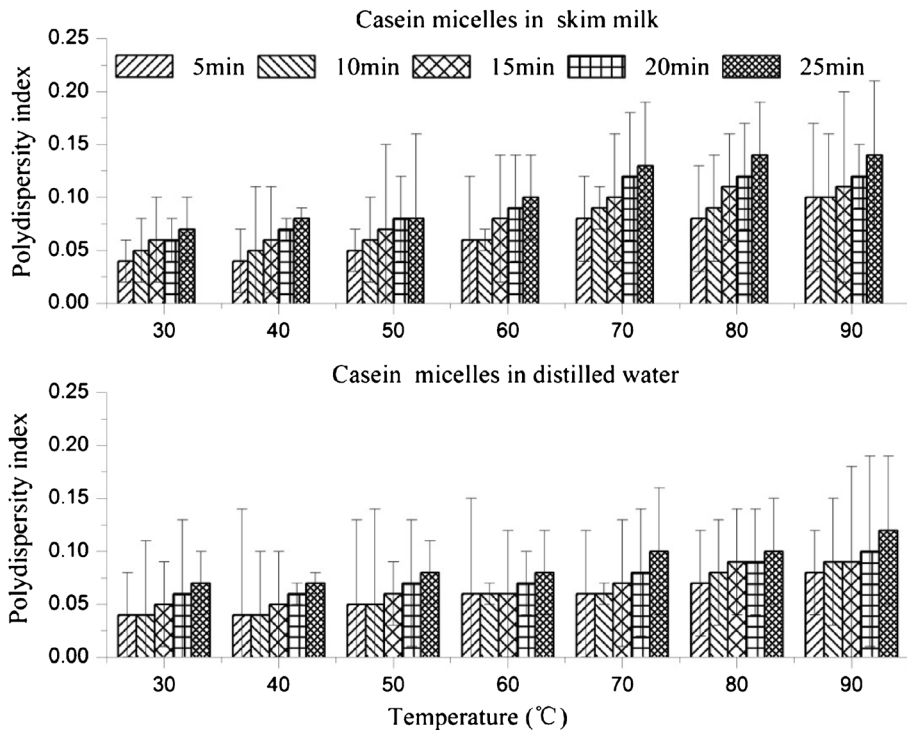 Casein micelles in skim milk
5min 10min 15min 20min 25min
Polydispersity index
0.25
0.20
0.15
0.10
0.05
0.00
30 40 50 60 70 80 90
Casein micelles in distilled water
Polydispersity index
0.25
0.20
0.15
0.10
0.05
0.00
30 40 50 60 70 80 90
Temperature (℃)